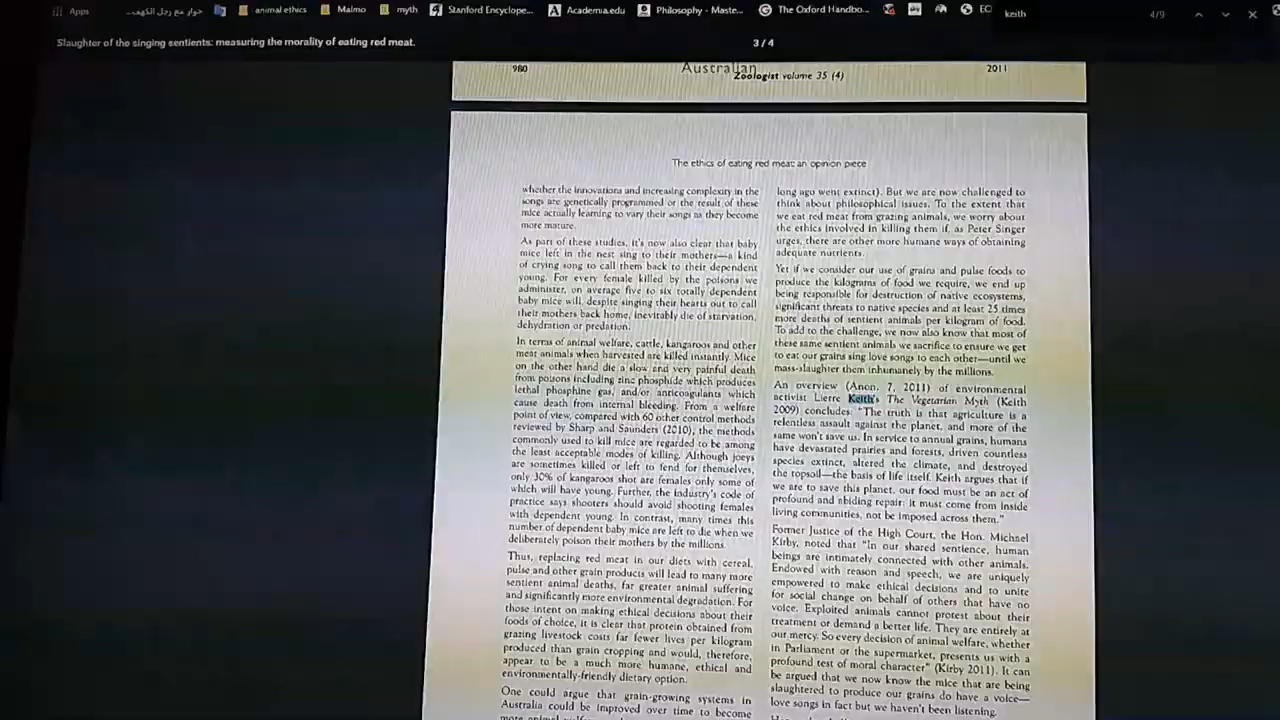 Apps
حوار مع رجل الكهف...
animal ethics
Malmo
myth
Stanford Encyclope...
Academia.edu
Philosophy - Maste...
The Oxford Handbo...
EC
keith
4/9
Slaughter of the singing sentients: measuring the morality of eating red meat.
3 / 4
980
Australian
Zoologist volume 35 (4)
2011
The ethics of eating red meat: an opinion piece
whether the innovations and increasing complexity in the
songs are genetically programmed or the result of these
mice actually learning to vary their songs as they become
more mature.
As part of these studies, it's now also clear that baby
mice left in the nest sing to their mothers—a kind
of crying song to call them back to their dependent
young. For every female killed by the poisons we
administer, on average five to six totally dependent
baby mice will, despite singing their hearts out to call
their mothers back home, inevitably die of starvation,
dehydration or predation.
In terms of animal welfare, cattle, kangaroos and other
meat animals when harvested are killed instantly. Mice
on the other hand die a slow and very painful death
from poisons including zinc phosphide which produces
lethal phosphine gas, and/or anticoagulants which
cause death from internal bleeding. From a welfare
point of view, compared with 60 other control methods
reviewed by Sharp and Saunders (2010), the methods
commonly used to kill mice are regarded to be among
the least acceptable modes of killing. Although joeys
are sometimes killed or left to fend for themselves,
only 30% of kangaroos shot are females only some of
which will have young. Further, the industry's code of
practice says shooters should avoid shooting females
with dependent young. In contrast, many times this
number of dependent baby mice are left to die when we
deliberately poison their mothers by the millions.
Thus, replacing red meat in our diets with cereal,
pulse and other grain products will lead to many more
sentient animal deaths, far greater animal suffering
and significantly more environmental degradation. For
those intent on making ethical decisions about their
foods of choice, it is clear that protein obtained from
grazing livestock costs far fewer lives per kilogram
produced than grain cropping and would, therefore,
appear to be a much more humane, ethical and
environmentally-friendly dietary option.
One could argue that grain-growing systems in
Australia could be improved over time to become
long ago went extinct). But we are now challenged to
think about philosophical issues. To the extent that
we eat red meat from grazing animals, we worry about
the ethics involved in killing them if, as Peter Singer
urges, there are other more humane ways of obtaining
adequate nutrients.
Yet if we consider our use of grains and pulse foods to
produce the kilograms of food we require, we end up
being responsible for destruction of native ecosystems,
significant threats to native species and at least 25 times
more deaths of sentient animals per kilogram of food.
To add to the challenge, we now also know that most of
these same sentient animals we sacrifice to ensure we get
to eat our grains sing love songs to each other—until we
mass-slaughter them inhumanely by the millions.
An overview (Anon. 7, 2011) of environmental
activist Lierre Keith's The Vegetarian Myth (Keith
2009) concludes: "The truth is that agriculture is a
relentless assault against the planet, and more of the
same won't save us. In service to annual grains, humans
have devastated prairies and forests, driven countless
species extinct, altered the climate, and destroyed
the topsoil—the basis of life itself. Keith argues that if
we are to save this planet, our food must be an act of
profound and abiding repair: it must come from inside
living communities, not be imposed across them."
Former Justice of the High Court, the Hon. Michael
Kirby, noted that "In our shared sentience, human
beings are intimately connected with other animals.
Endowed with reason and speech, we are uniquely
empowered to make ethical decisions and to unite
for social change on behalf of others that have no
voice. Exploited animals cannot protest about their
treatment or demand a better life. They are entirely at
our mercy. So every decision of animal welfare, whether
in Parliament or the supermarket, presents us with a
profound test of moral character" (Kirby 2011). It can
be argued that we now know the mice that are being
slaughtered to produce our grains do have a voice—
love songs in fact but we haven't been listening.